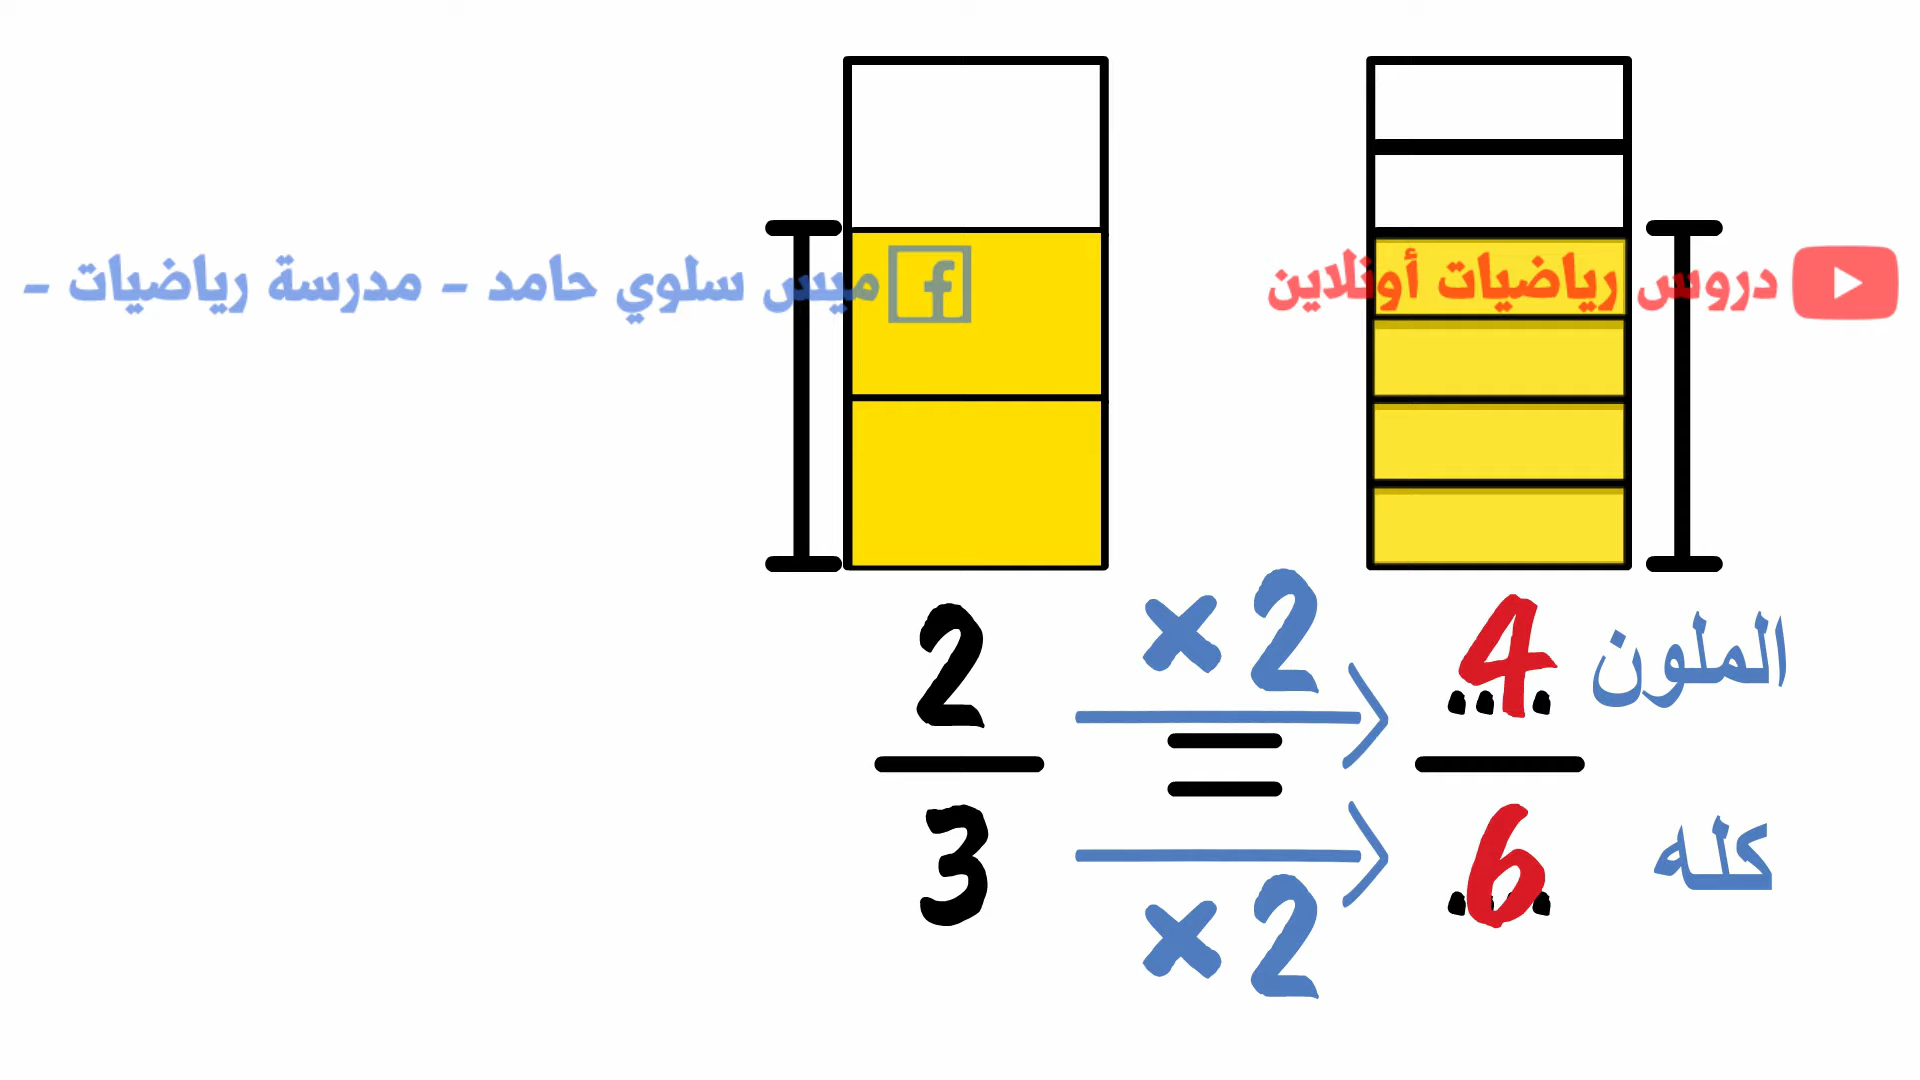 ميس سلوي حامد - مدرسة رياضيات -
دروس رياضيات أونلاين
2 ×2 4 الملون
=
3 ×2 6 كله